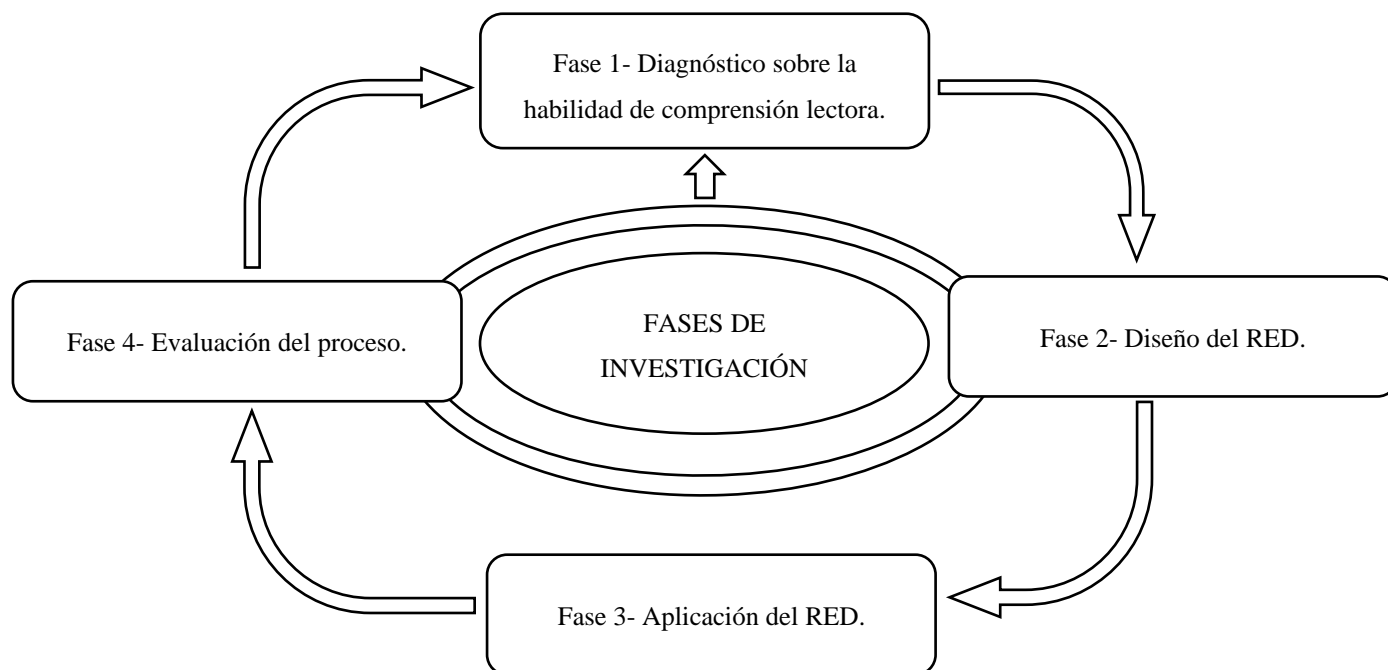 Fase 1- Diagnóstico sobre la
habilidad de comprensión lectora.
FASES DE
INVESTIGACIÓN
Fase 4- Evaluación del proceso.
Fase 2- Diseño del RED.
Fase 3- Aplicación del RED.